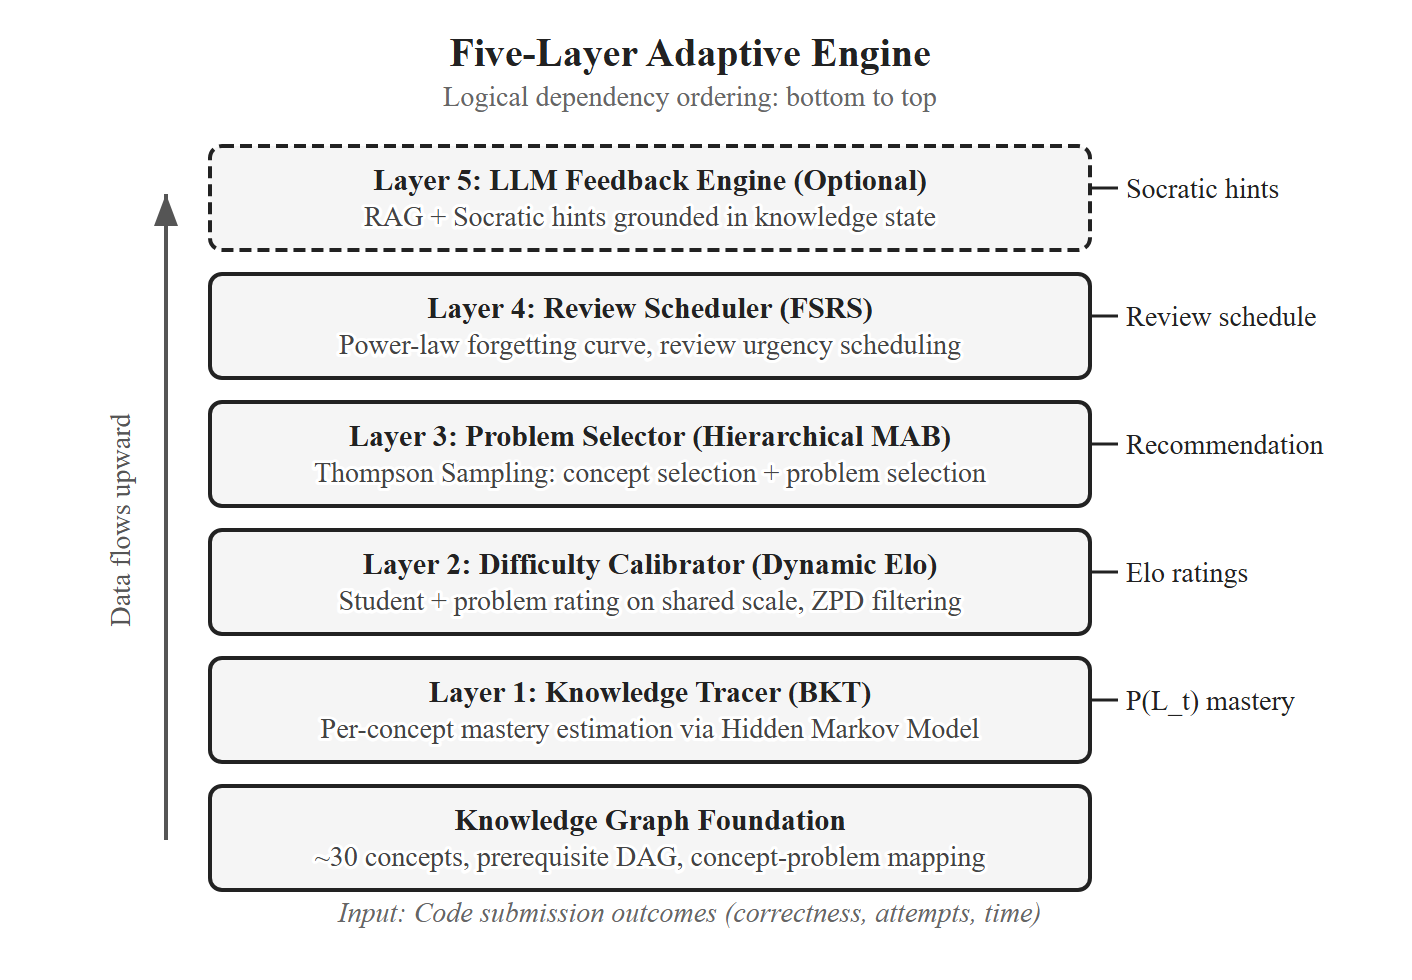 Five-Layer Adaptive Engine
Logical dependency ordering: bottom to top
Layer 5: LLM Feedback Engine (Optional)
RAG + Socratic hints grounded in knowledge state
Socratic hints
Layer 4: Review Scheduler (FSRS)
Power-law forgetting curve, review urgency scheduling
Review schedule
Layer 3: Problem Selector (Hierarchical MAB)
Thompson Sampling: concept selection + problem selection
Recommendation
Layer 2: Difficulty Calibrator (Dynamic Elo)
Student + problem rating on shared scale, ZPD filtering
Elo ratings
Layer 1: Knowledge Tracer (BKT)
Per-concept mastery estimation via Hidden Markov Model
P(L_t) mastery
Knowledge Graph Foundation
~30 concepts, prerequisite DAG, concept-problem mapping
Input: Code submission outcomes (correctness, attempts, time)
Data flows upward